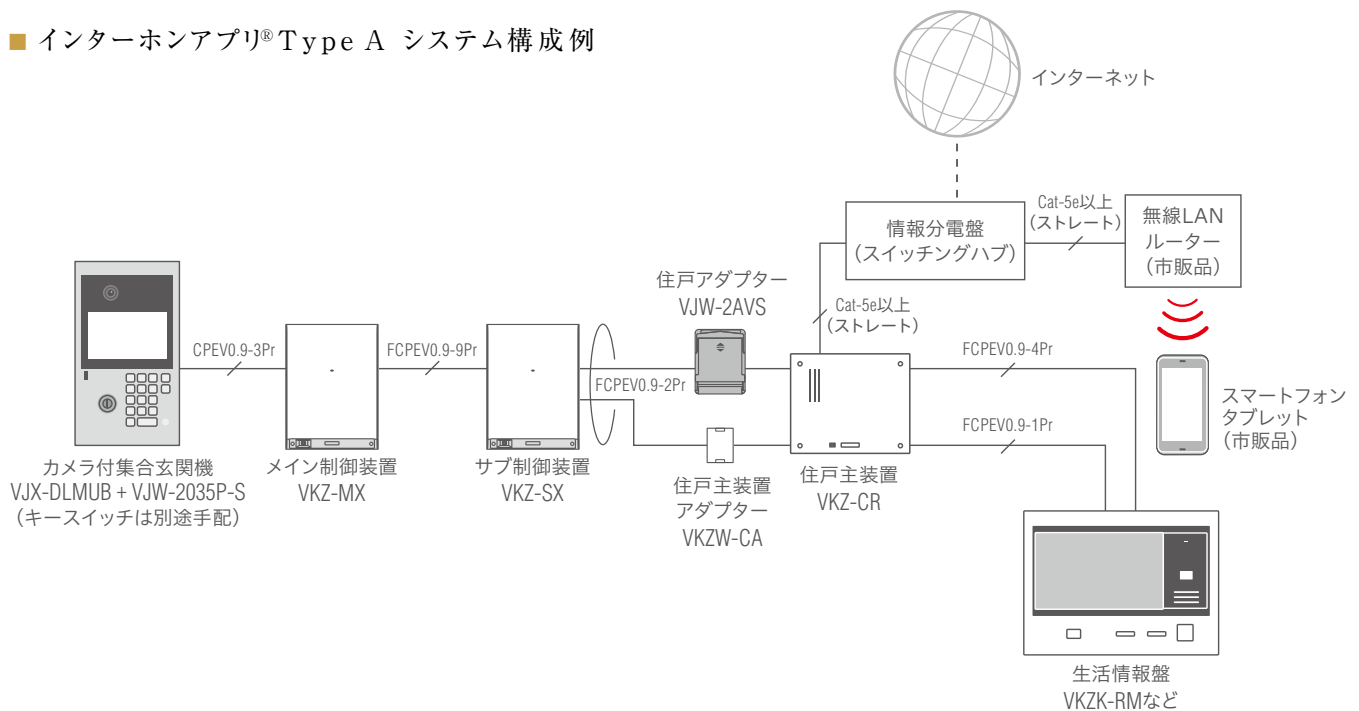 ■ インターホンアプリ®Type A システム構成例
インターネット
情報分電盤
(スイッチングハブ)
Cat-5e以上
(ストレート)
無線LAN
ルーター
(市販品)
Cat-5e以上
(ストレート)
スマートフォン
タブレット
(市販品)
カメラ付集合玄関機
VJX-DLMUB + VJW-2035P-S
(キースイッチは別途手配)
CPEV0.9-3Pr
メイン制御装置
VKZ-MX
FCPEV0.9-9Pr
サブ制御装置
VKZ-SX
FCPEV0.9-2Pr
住戸アダプター
VJW-2AVS
住戸主装置
アダプター
VKZW-CA
住戸主装置
VKZ-CR
FCPEV0.9-4Pr
FCPEV0.9-1Pr
生活情報盤
VKZK-RMなど